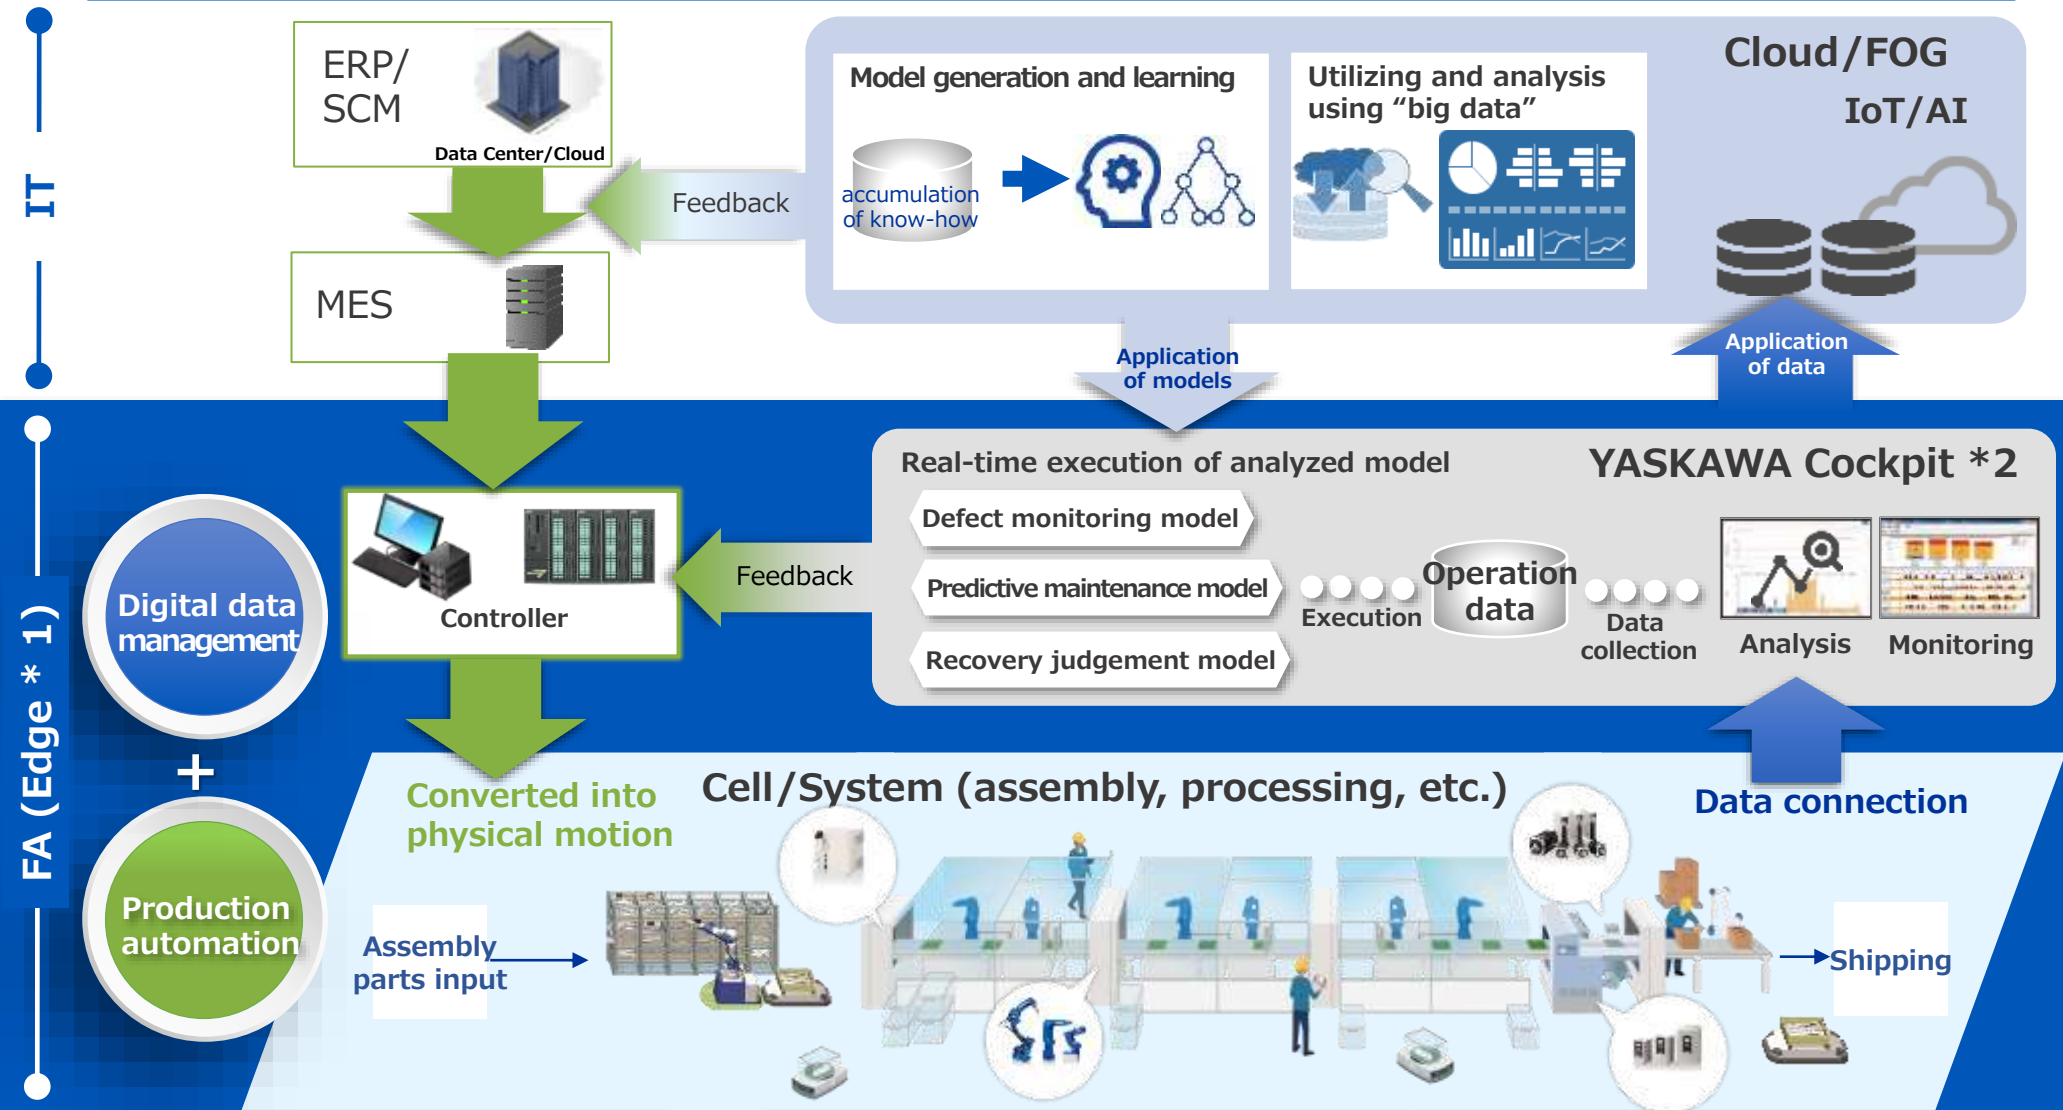 IT
ERP/
SCM
Data Center/Cloud
Feedback
MES
Model generation and learning
accumulation
of know-how
Utilizing and analysis
using “big data”
Cloud/FOG
IoT/AI
Application
of models
Application
of data
FA (Edge * 1)
Digital data
management
+
Production
automation
Controller
Feedback
Real-time execution of analyzed model
YASKAWA Cockpit *2
Defect monitoring model
Predictive maintenance model
Recovery judgement model
Execution
Operation
data
Data
collection
Analysis
Monitoring
Converted into
physical motion
Cell/System (assembly, processing, etc.)
Data connection
Assembly
parts input
Shipping